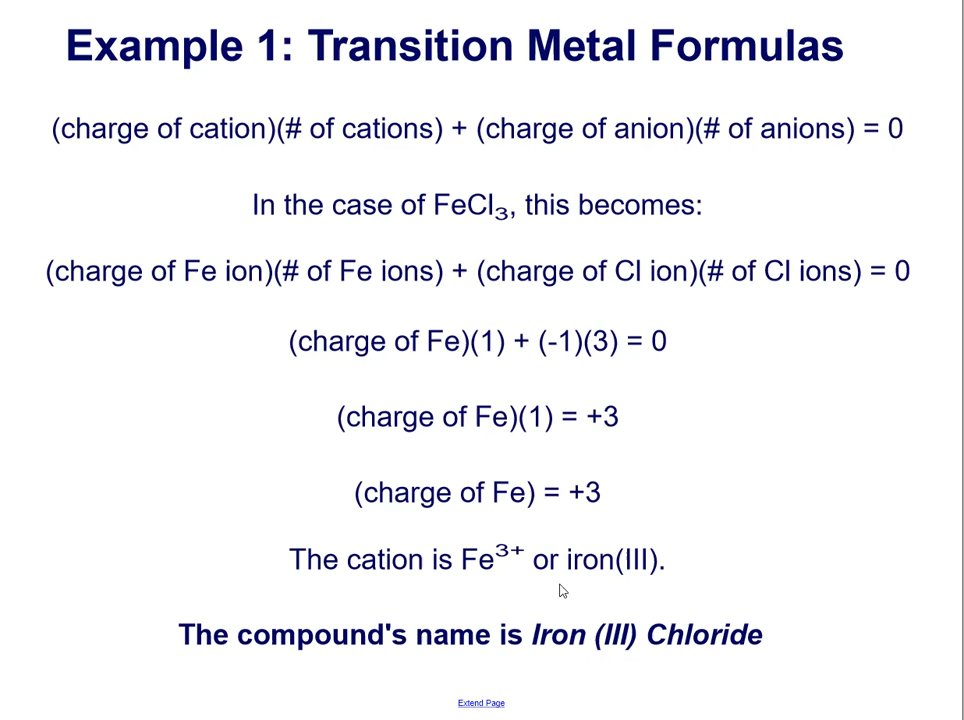 Example 1: Transition Metal Formulas
(charge of cation)(# of cations) + (charge of anion)(# of anions) = 0
In the case of FeCl₃, this becomes:
(charge of Fe ion)(# of Fe ions) + (charge of Cl ion)(# of Cl ions) = 0
(charge of Fe)(1) + (-1)(3) = 0
(charge of Fe)(1) = +3
(charge of Fe) = +3
The cation is Fe³⁺ or iron(III).
The compound's name is Iron (III) Chloride
Extend Page